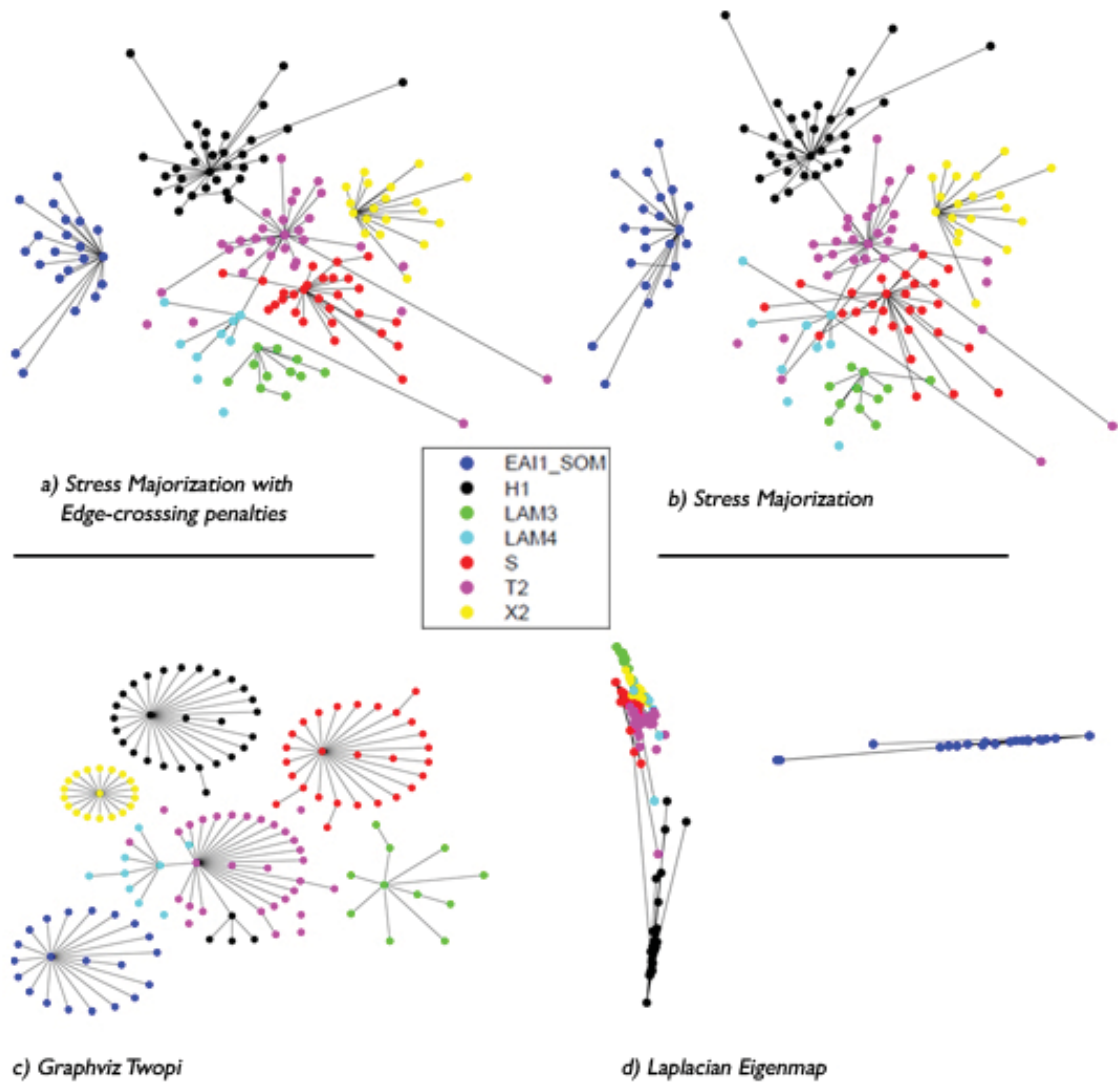 a) Stress Majorization with
Edge-crosssing penalties
b) Stress Majorization
EAI1_SOM
H1
LAM3
LAM4
S
T2
X2
c) Graphviz Twopi
d) Laplacian Eigenmap